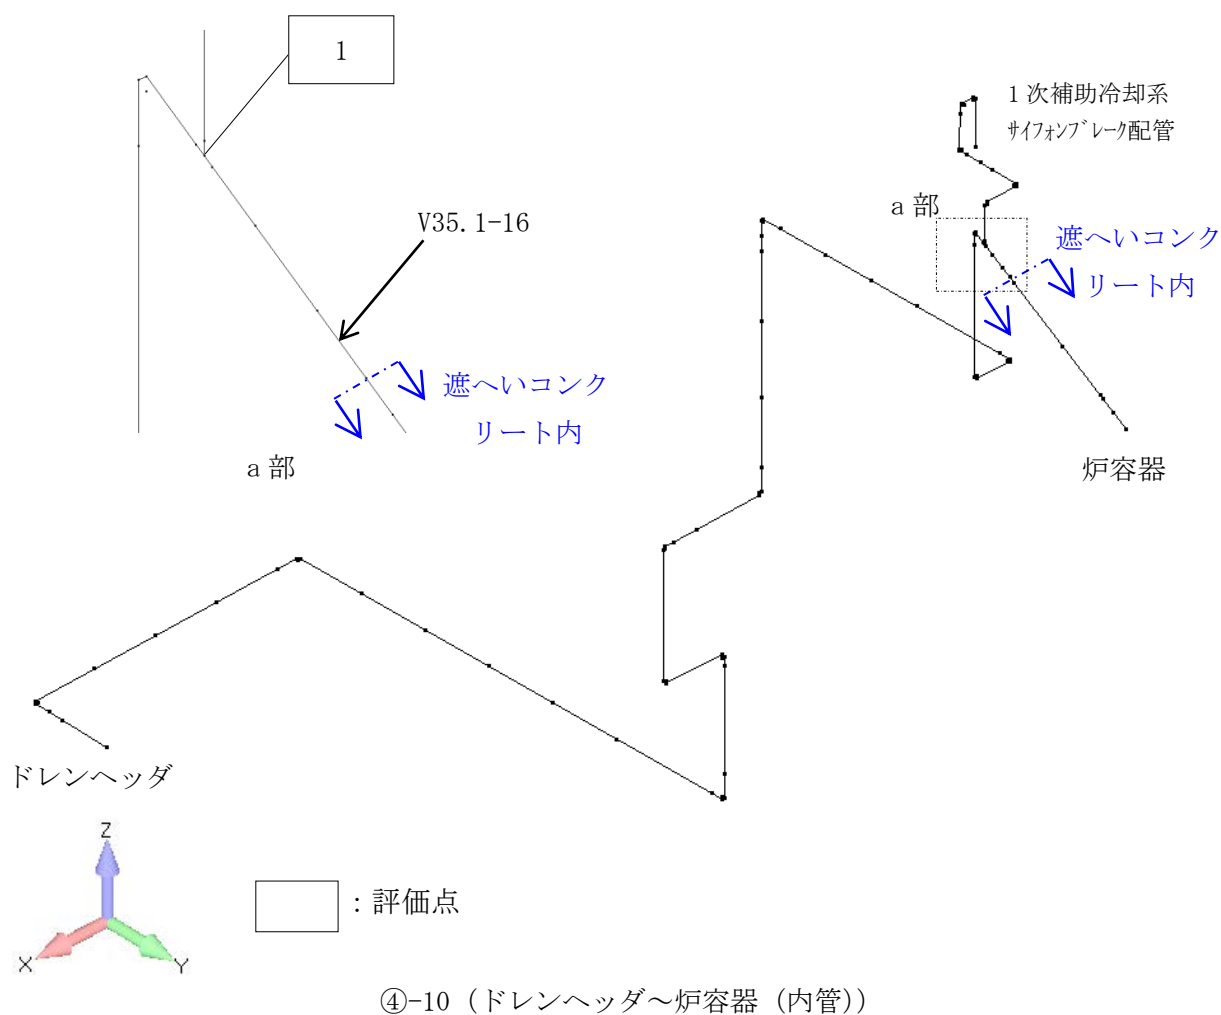 1
V35.1-16
遮へいコンク
リート内
a部
1次補助冷却系
サイフォンブレーク配管
a部
遮へいコンク
リート内
炉容器
ドレンヘッダ
Z
X
Y
：評価点
④-10（ドレンヘッダ～炉容器（内管））